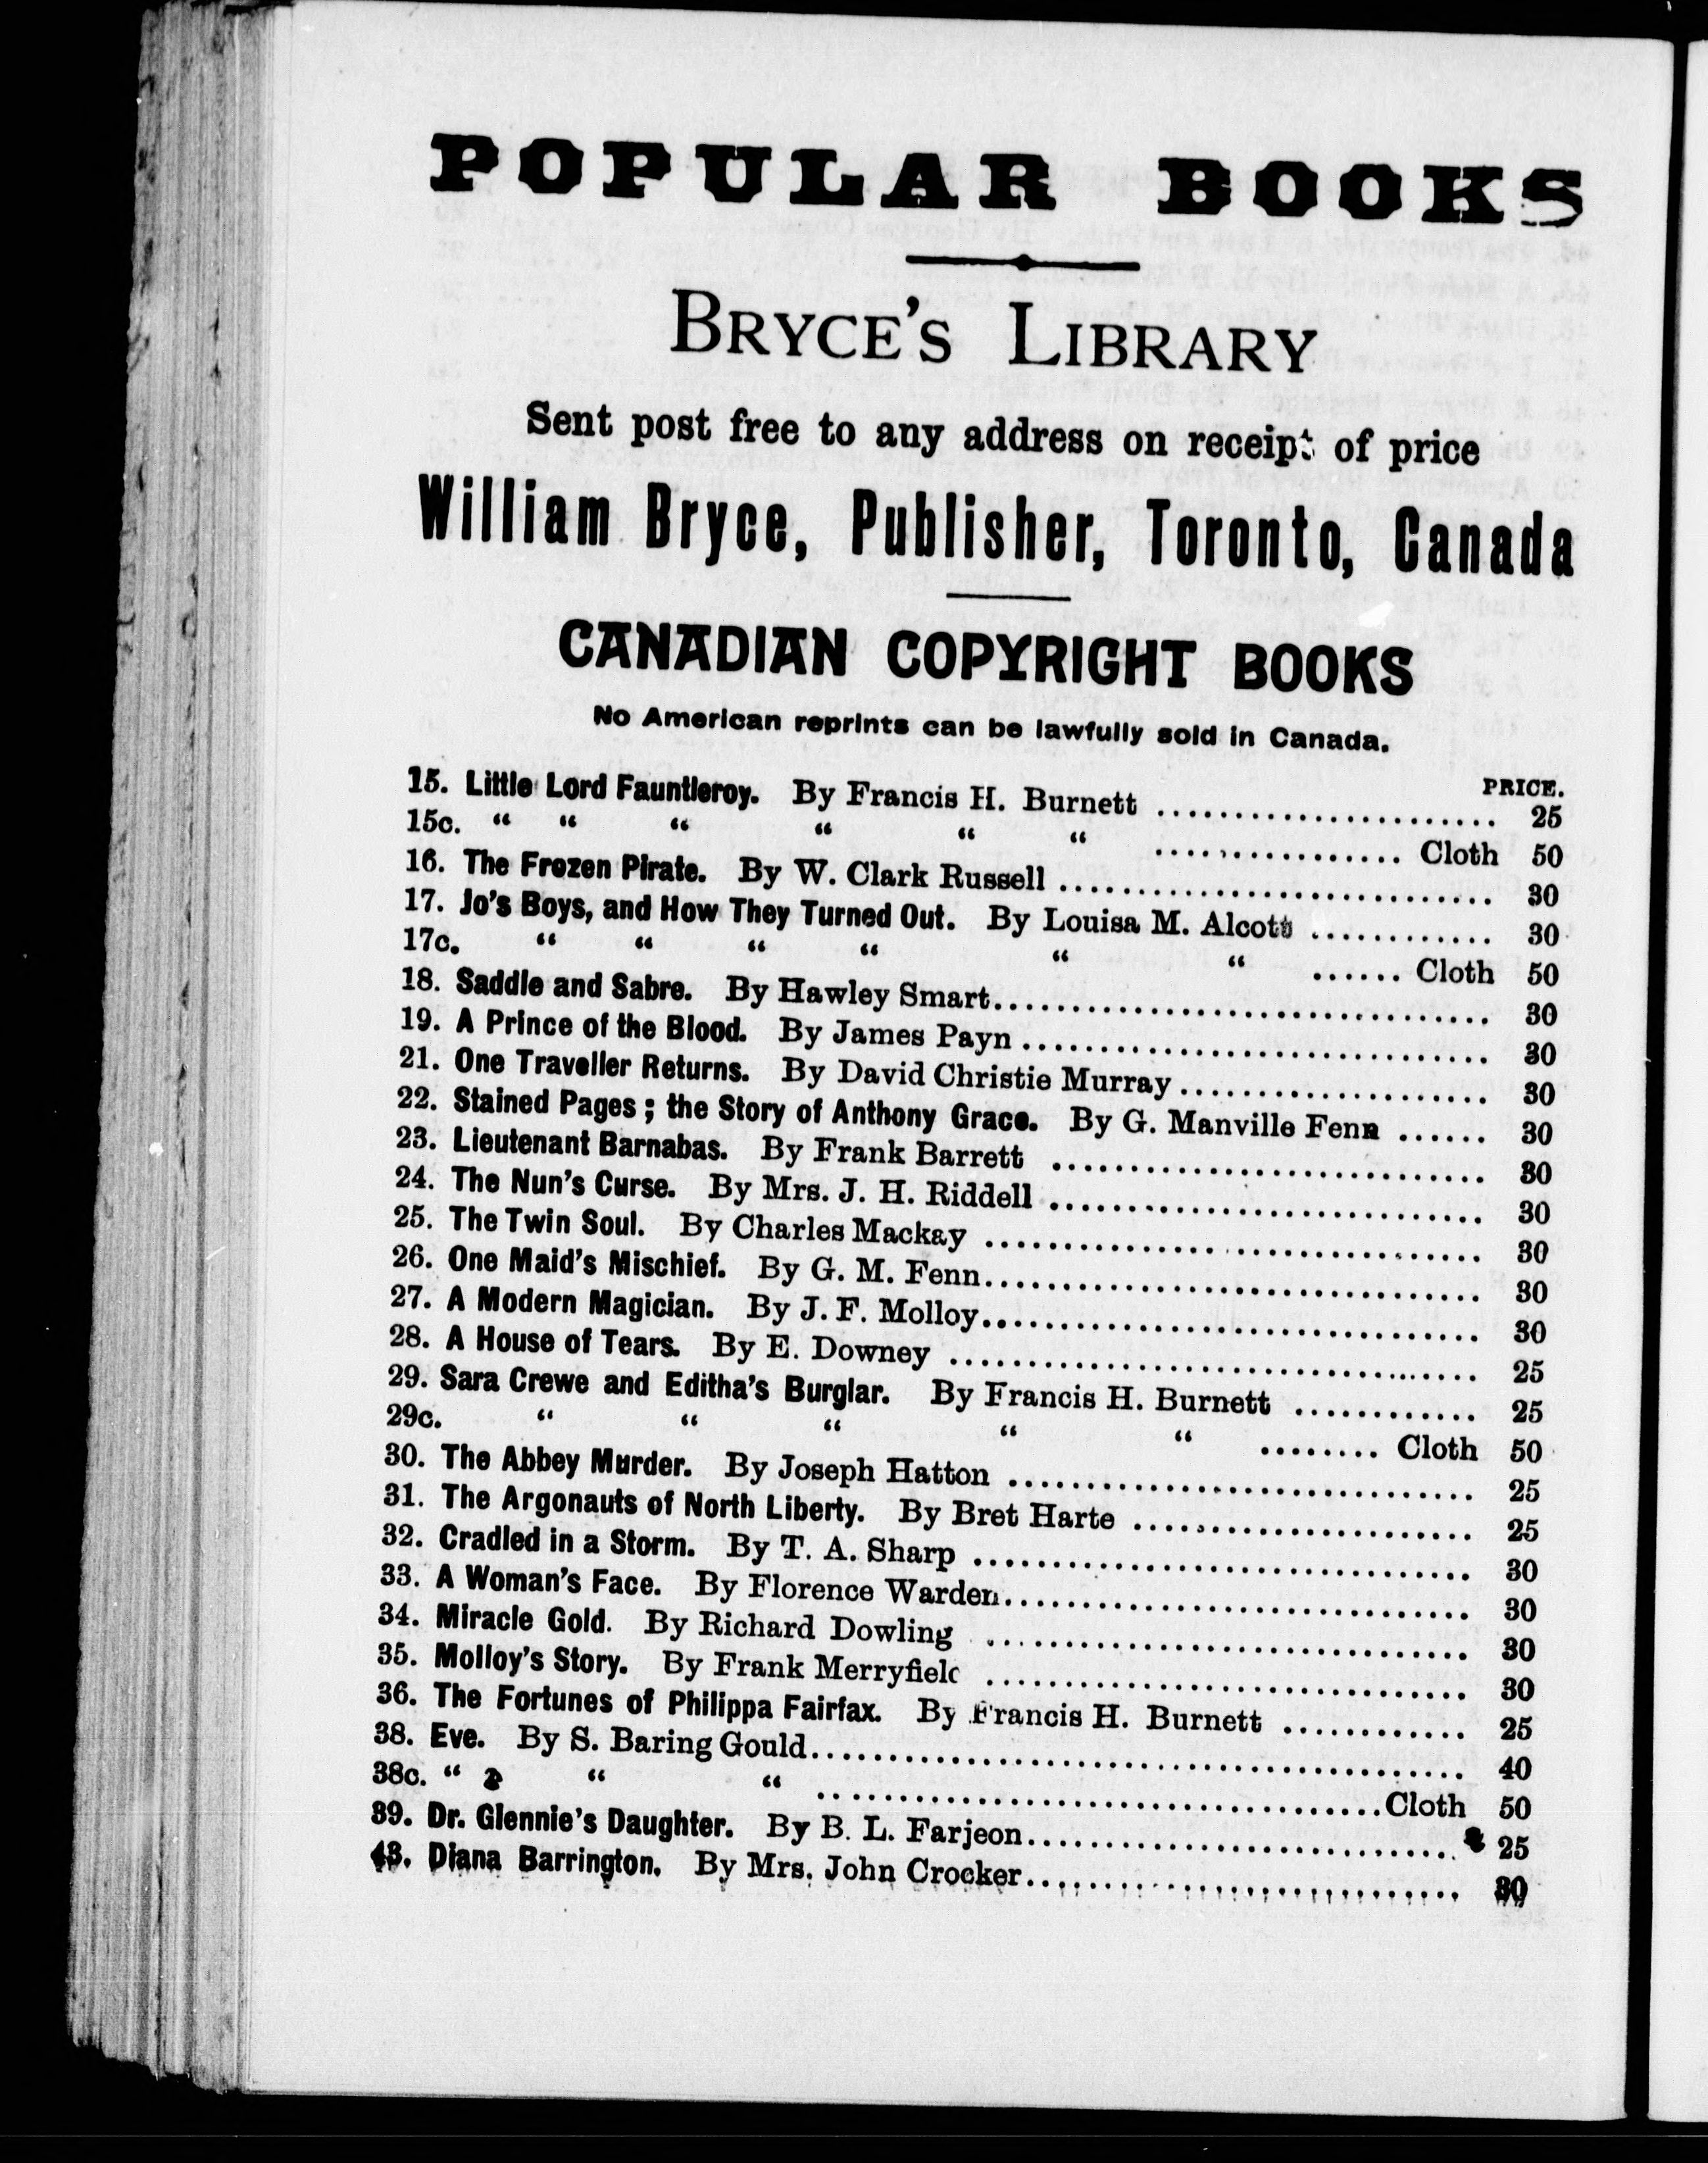 POPULAR BOOKS
BRYCE'S LIBRARY
Sent post free to any address on receipt of price
William Bryce, Publisher, Toronto, Canada
CANADIAN COPYRIGHT BOOKS
No American reprints can be lawfully sold in Canada.
PRICE.
15. Little Lord Fauntleroy. By Francis H. Burnett ...................... 25
15c. “ “ “ “ “ “ ................ Cloth 50
16. The Frozen Pirate. By W. Clark Russell ............................ 30
17. Jo's Boys, and How They Turned Out. By Louisa M. Alcott ............ 30
17c. “ “ “ “ “ “ ...... Cloth 50
18. Saddle and Sabre. By Hawley Smart................................ 30
19. A Prince of the Blood. By James Payn .............................. 30
21. One Traveller Returns. By David Christie Murray .................... 30
22. Stained Pages ; the Story of Anthony Grace. By G. Manville Fenn ...... 30
23. Lieutenant Barnabas. By Frank Barrett ............................ 30
24. The Nun's Curse. By Mrs. J. H. Riddell ............................ 30
25. The Twin Soul. By Charles Mackay ................................ 30
26. One Maid's Mischief. By G. M. Fenn................................ 30
27. A Modern Magician. By J. F. Molloy................................ 30
28. A House of Tears. By E. Downey .................................. 25
29. Sara Crewe and Editha's Burglar. By Francis H. Burnett ............ 25
29c. “ “ “ “ “ ........ Cloth 50
30. The Abbey Murder. By Joseph Hatton .............................. 25
31. The Argonauts of North Liberty. By Bret Harte ...................... 25
32. Cradled in a Storm. By T. A. Sharp ................................ 30
33. A Woman's Face. By Florence Warden.............................. 30
34. Miracle Gold. By Richard Dowling ................................ 30
35. Molloy's Story. By Frank Merryfield ................................ 30
36. The Fortunes of Philippa Fairfax. By Francis H. Burnett ............ 25
38. Eve. By S. Baring Gould.......................................... 40
38c. “ “ “ ....................................Cloth 50
39. Dr. Glennie's Daughter. By B. L. Farjeon............................ 25
43. Diana Barrington. By Mrs. John Crocker............................ 30